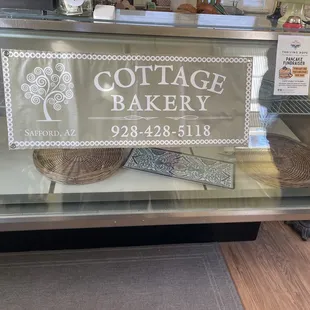 COTTAGE
BAKERY
928-428-5118
SAFFORD, AZ
PANCAKE
FUNDRAISER